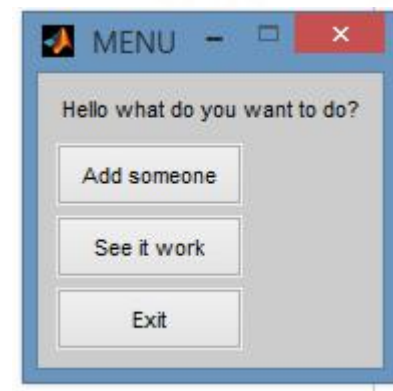 MENU
Hello what do you want to do?
Add someone
See it work
Exit